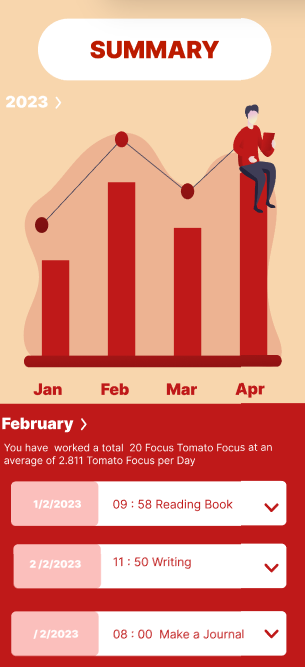 SUMMARY
2023
Jan Feb Mar Apr
February
You have worked a total 20 Focus Tomato Focus at an
average of 2.811 Tomato Focus per Day
1/2/2023 09 : 58 Reading Book
2 /2/2023 11 : 50 Writing
/ 2/2023 08 : 00 Make a Journal